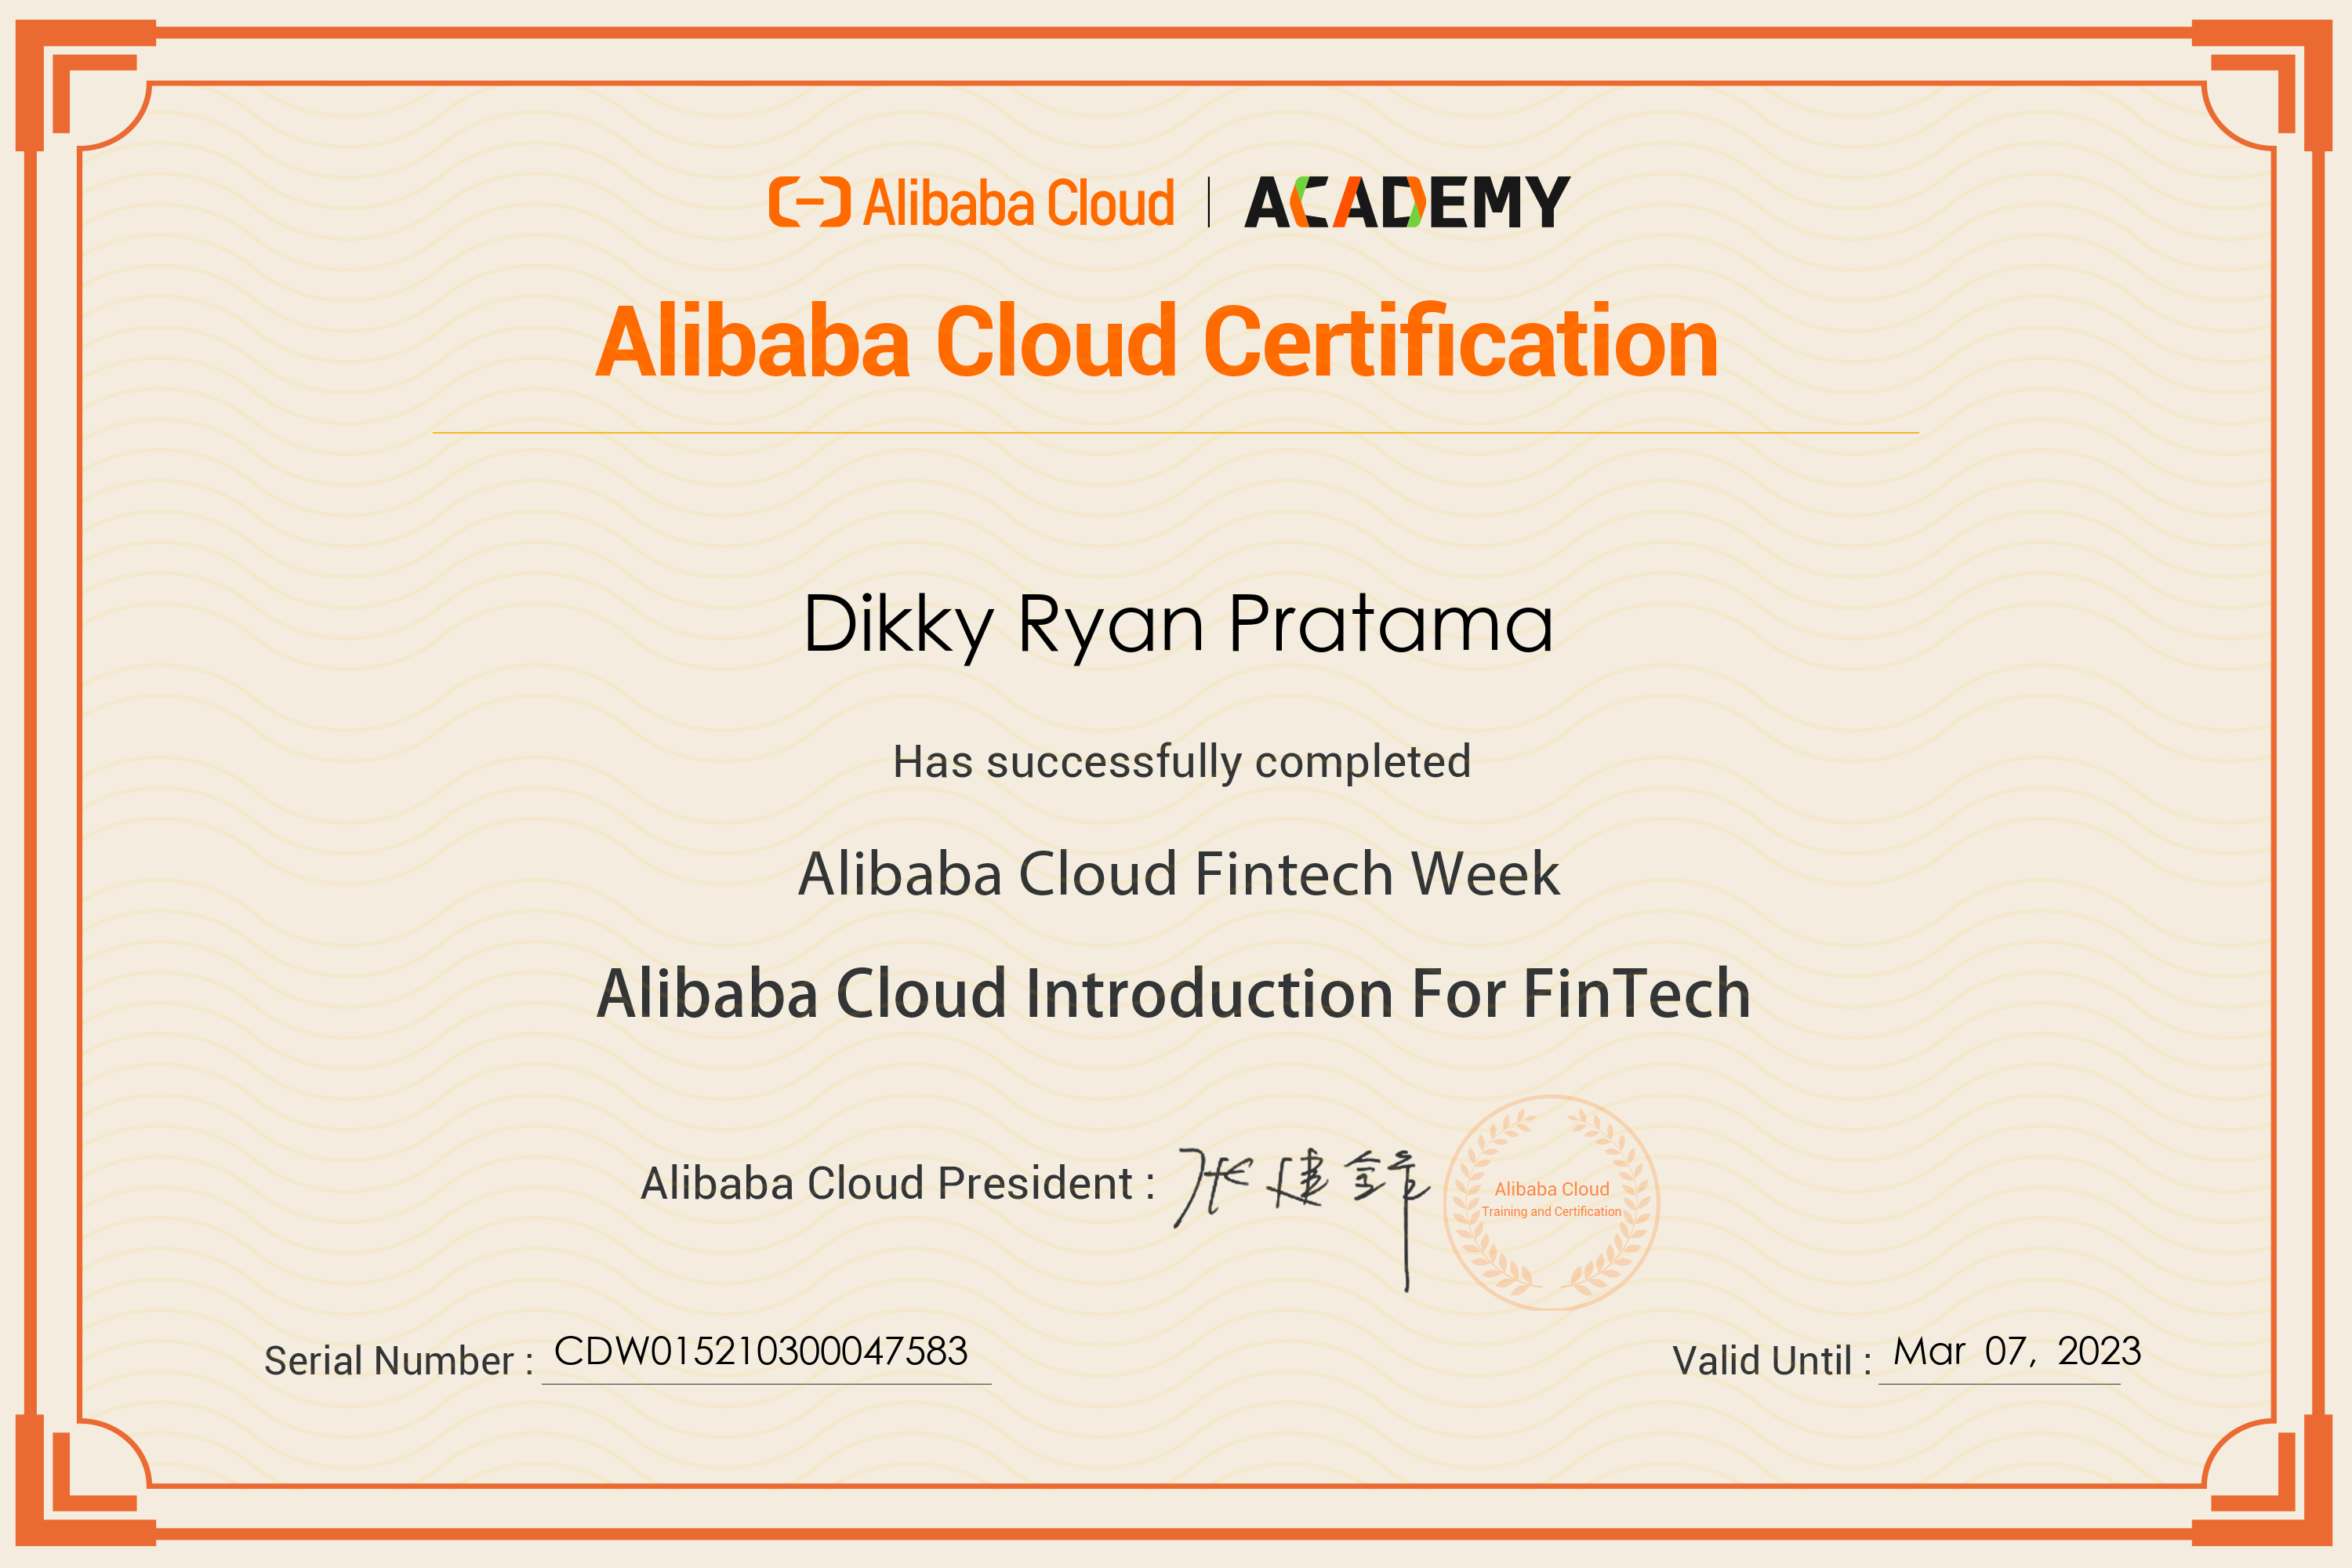 Alibaba Cloud | ACADEMY
Alibaba Cloud Certification
Dikky Ryan Pratama
Has successfully completed
Alibaba Cloud Fintech Week
Alibaba Cloud Introduction For FinTech
Alibaba Cloud President : 张建锋
Alibaba Cloud
Training and Certification
Serial Number : CDW015210300047583
Valid Until : Mar 07, 2023